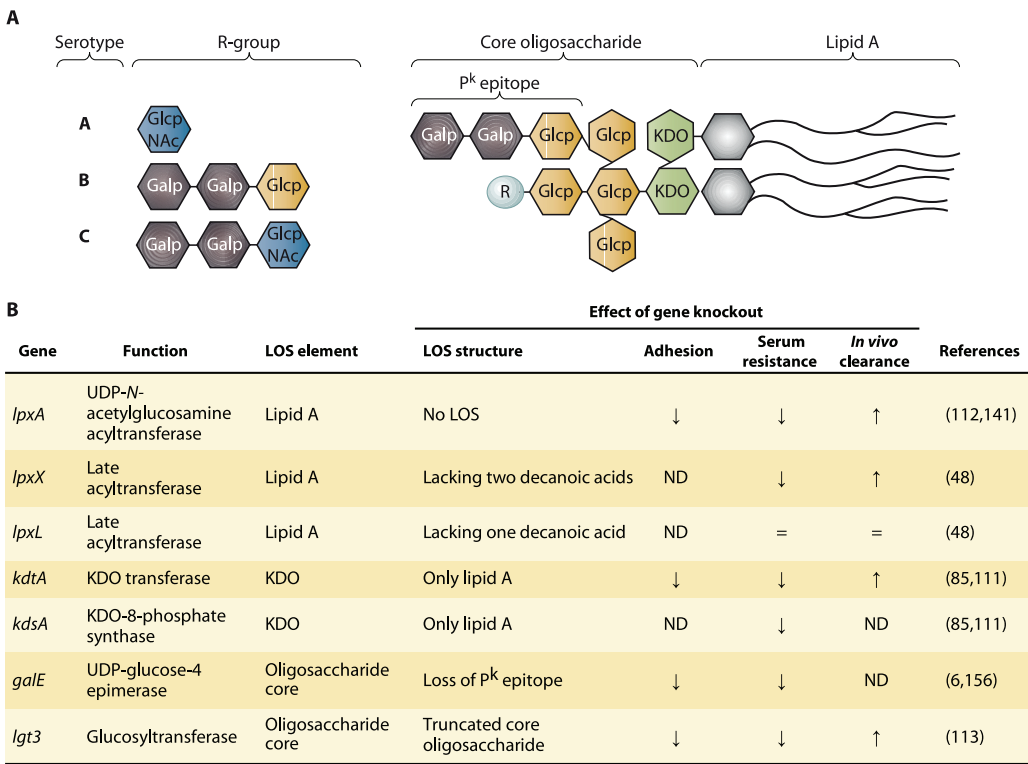 A
Serotype R-group Core oligosaccharide Lipid A
Pk epitope
A Glcp NAc Galp Galp Glcp Glcp KDO
B Galp Galp Glcp R Glcp Glcp KDO
C Galp Galp Glcp NAc Glcp
B
Effect of gene knockout
Gene Function LOS element LOS structure Adhesion Serum resistance In vivo clearance References
lpxA UDP-N-acetylglucosamine acyltransferase Lipid A No LOS ↓ ↓ ↑ (112,141)
lpxX Late acyltransferase Lipid A Lacking two decanoic acids ND ↓ ↑ (48)
lpxL Late acyltransferase Lipid A Lacking one decanoic acid ND = = (48)
kdtA KDO transferase KDO Only lipid A ↓ ↓ ↑ (85,111)
kdsA KDO-8-phosphate synthase KDO Only lipid A ND ↓ ND (85,111)
galE UDP-glucose-4 epimerase Oligosaccharide core Loss of Pk epitope ↓ ↓ ND (6,156)
lgt3 Glucosyltransferase Oligosaccharide core Truncated core oligosaccharide ↓ ↓ ↑ (113)